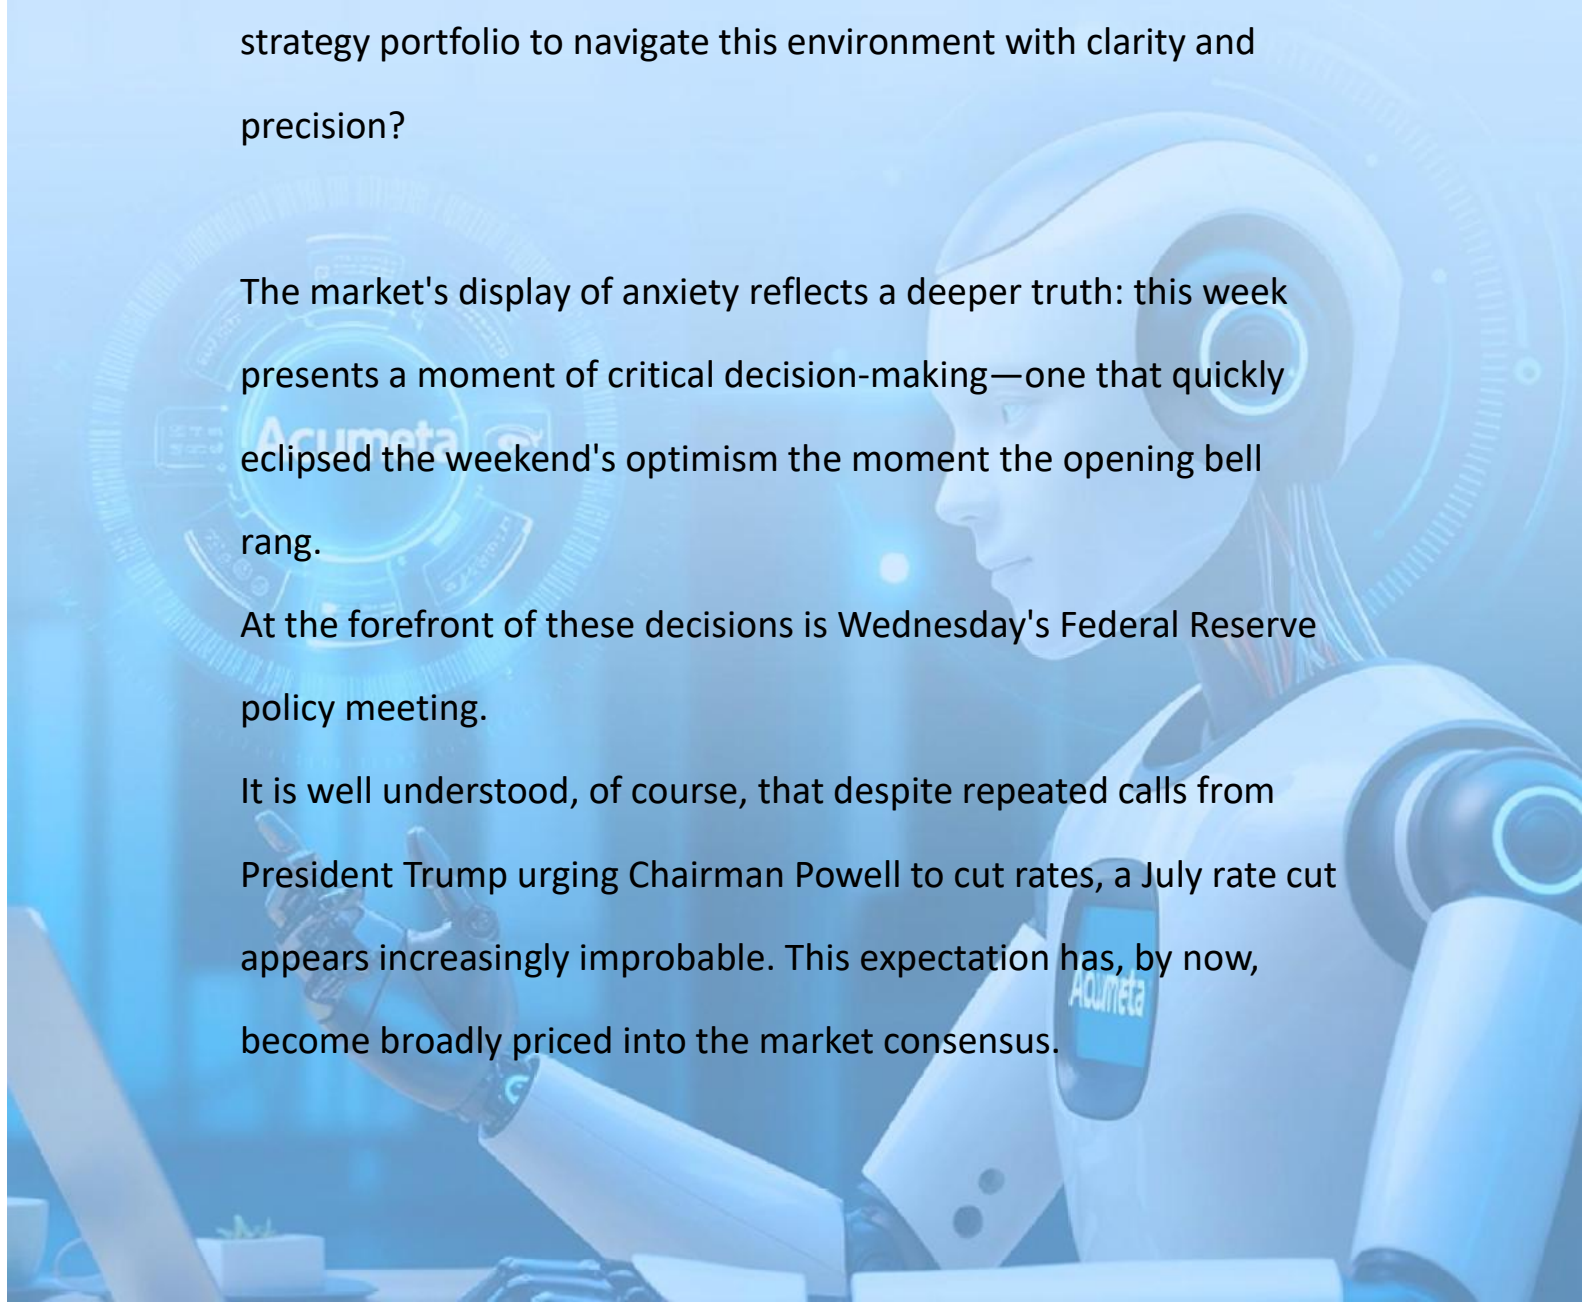 strategy portfolio to navigate this environment with clarity and
precision?
The market's display of anxiety reflects a deeper truth: this week
presents a moment of critical decision-making—one that quickly
Acumeta
eclipsed the weekend's optimism the moment the opening bell
rang.
At the forefront of these decisions is Wednesday's Federal Reserve
policy meeting.
It is well understood, of course, that despite repeated calls from
President Trump urging Chairman Powell to cut rates, a July rate cut
appears increasingly improbable. This expectation has, by now,
Acumeta
become broadly priced into the market consensus.